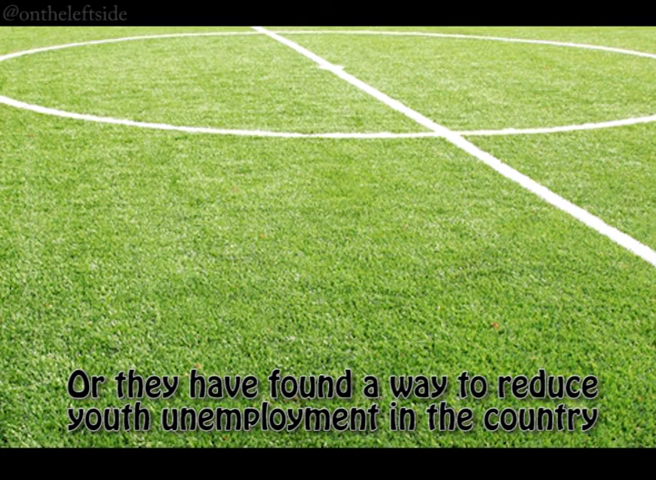 @ontheleftside
Or they have found a way to reduce
youth unemployment in the country